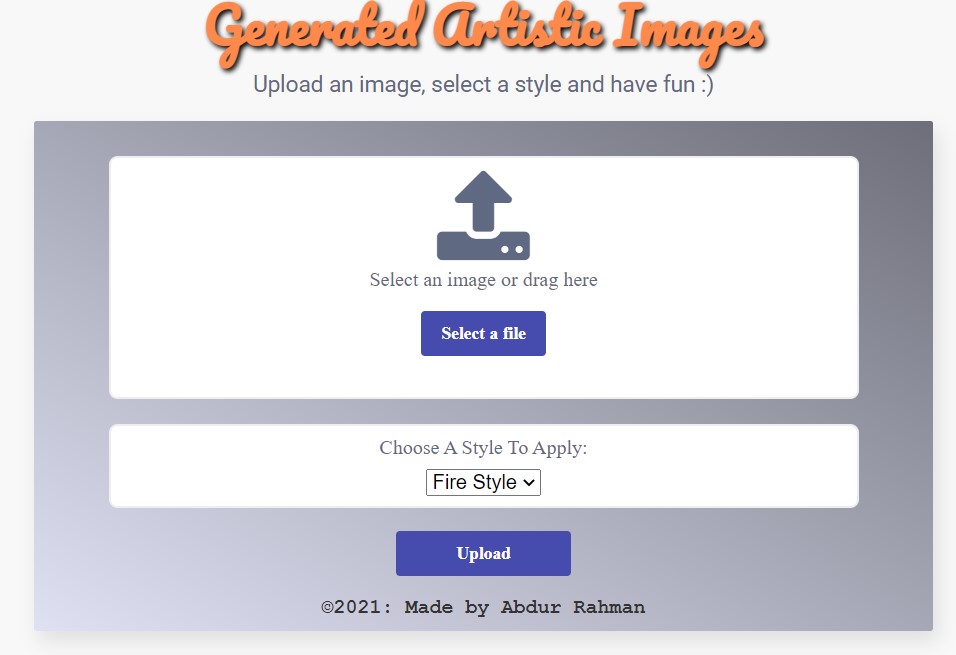 Generated Artistic Images
Upload an image, select a style and have fun :)
Select an image or drag here
Select a file
Choose A Style To Apply:
Fire Style
Upload
©2021: Made by Abdur Rahman